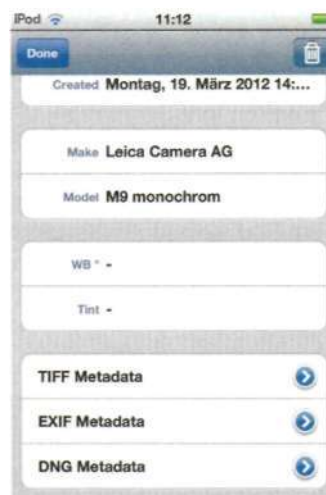 iPod 11:12
Done
Created Montag, 19. März 2012 14:...
Make Leica Camera AG
Model M9 monochrom
WB * -
Tint -
TIFF Metadata
EXIF Metadata
DNG Metadata